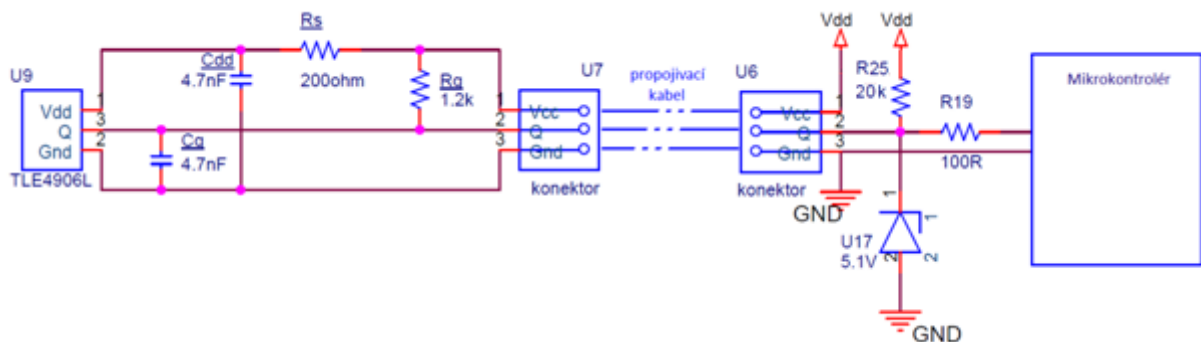 U9
Vdd
Q
Gnd
1
3
2
TLE4906L
Cdd
4.7nF
Cq
4.7nF
Rs
200ohm
Rq
1.2k
U7
1
2
3
Vcc
Q
Gnd
konektor
propojivací
kabel
U6
Vcc
Q
Gnd
1
2
3
konektor
Vdd
Vdd
R25
20k
R19
100R
GND
U17
5.1V
1
1
2
2
GND
Mikrokontrolér